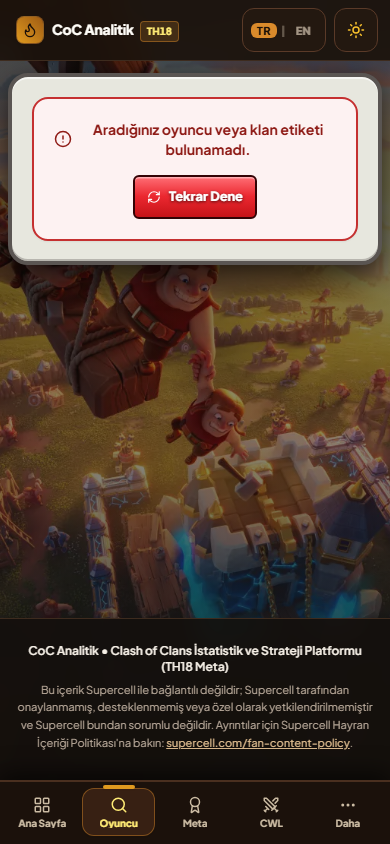 CoC Analitik TH18 TR | EN
Aradığınız oyuncu veya klan etiketi
bulunamadı.
Tekrar Dene
CoC Analitik • Clash of Clans İstatistik ve Strateji Platformu
(TH18 Meta)
Bu içerik Supercell ile bağlantılı değildir; Supercell tarafından
onaylanmamış, desteklenmemiş veya özel olarak yetkilendirilmemiştir
ve Supercell bundan sorumlu değildir. Ayrıntılar için Supercell Hayran
İçeriği Politikası'na bakın: supercell.com/fan-content-policy.
Ana Sayfa Oyuncu Meta CWL Daha